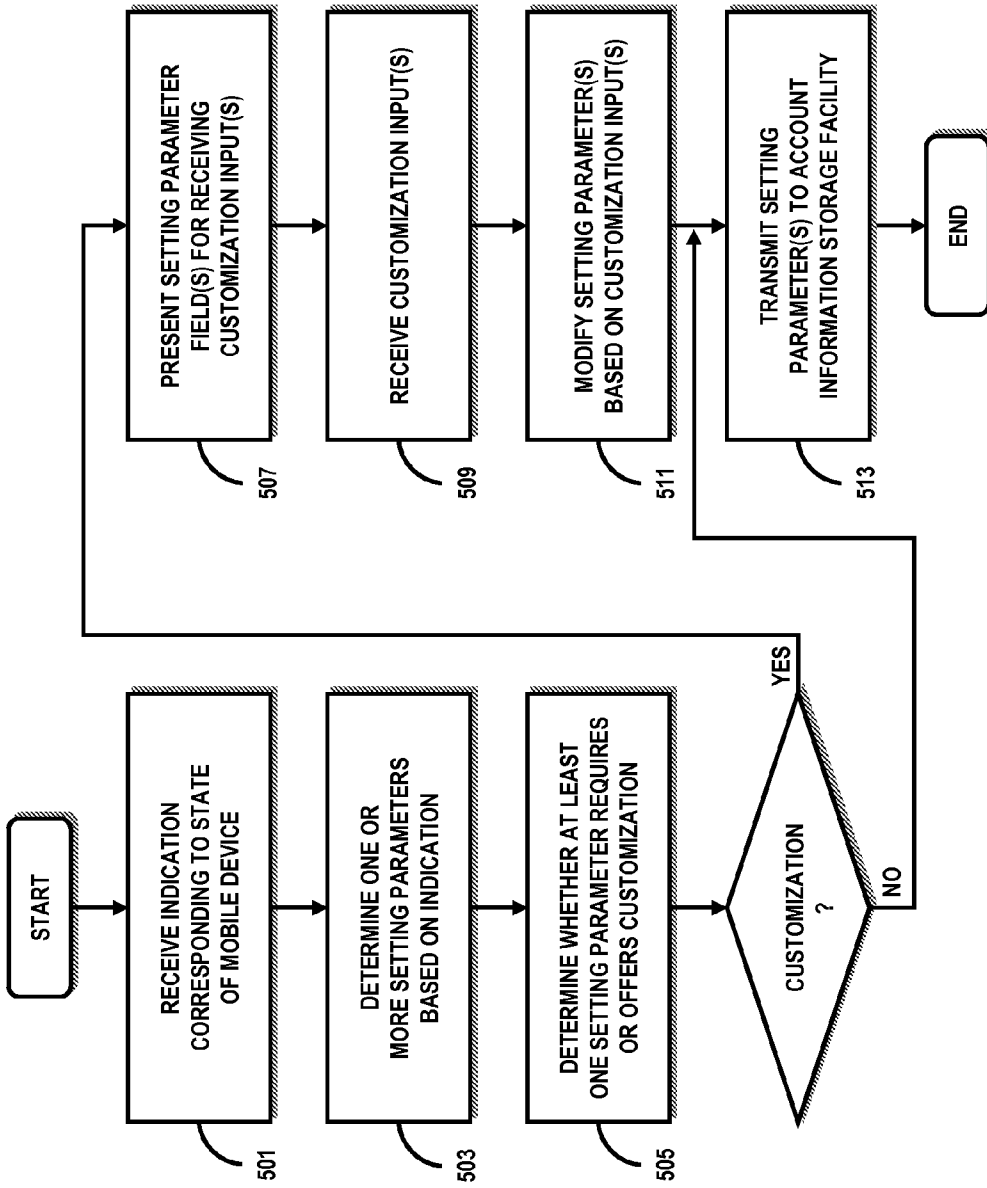 START
RECEIVE INDICATION
CORRESPONDING TO STATE
OF MOBILE DEVICE
501
DETERMINE ONE OR
MORE SETTING PARAMETERS
BASED ON INDICATION
503
DETERMINE WHETHER AT LEAST
ONE SETTING PARAMETER REQUIRES
OR OFFERS CUSTOMIZATION
505
CUSTOMIZATION
?
YES
NO
PRESENT SETTING PARAMETER
FIELD(S) FOR RECEIVING
CUSTOMIZATION INPUT(S)
507
RECEIVE CUSTOMIZATION INPUT(S)
509
MODIFY SETTING PARAMETER(S)
BASED ON CUSTOMIZATION INPUT(S)
511
TRANSMIT SETTING
PARAMETER(S) TO ACCOUNT
INFORMATION STORAGE FACILITY
513
END